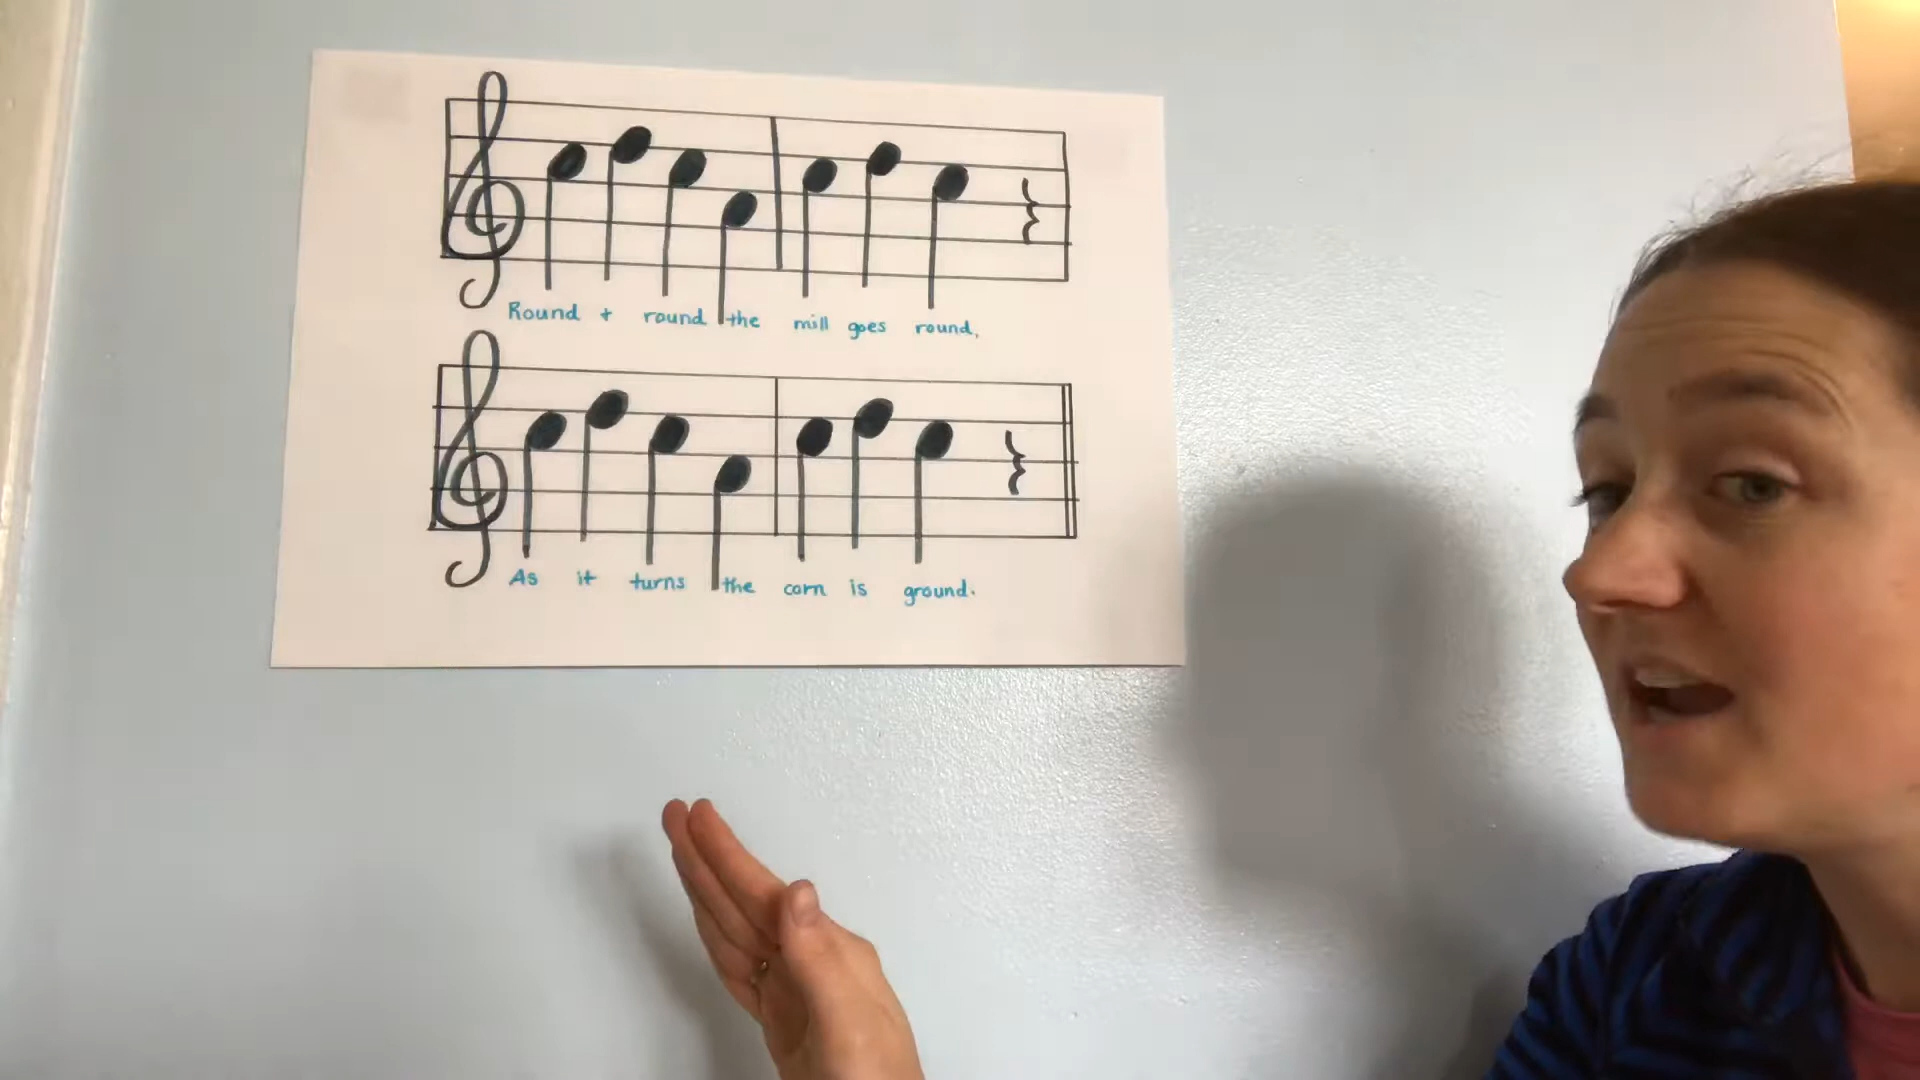 Round + round the mill goes round,
As it turns the corn is ground.